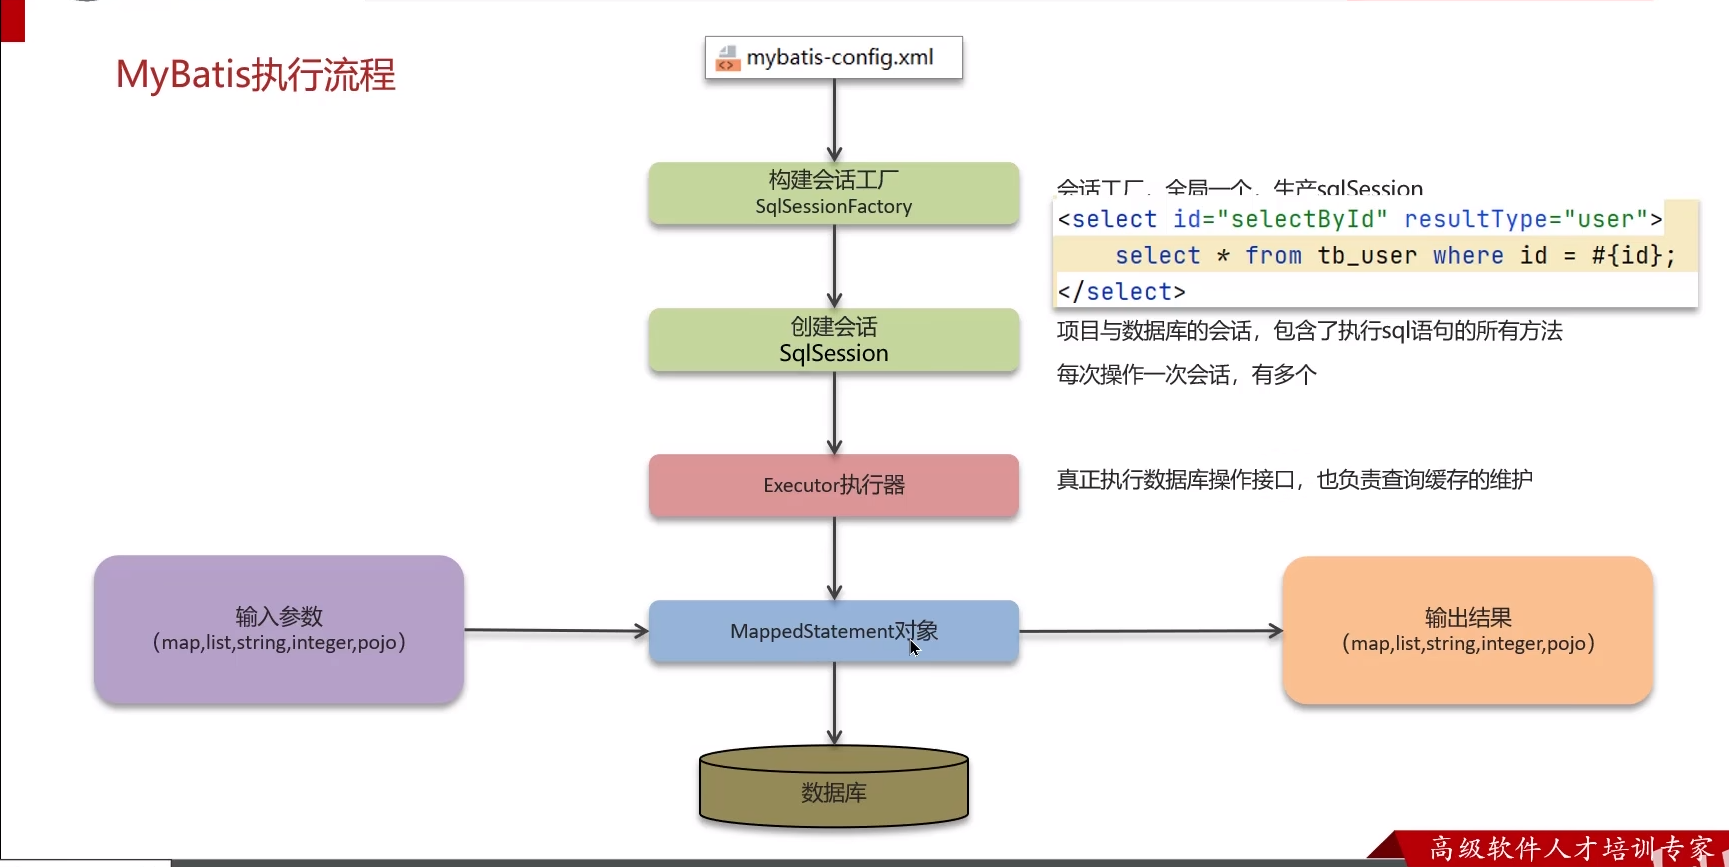 MyBatis执行流程
mybatis-config.xml
构建会话工厂
SqlSessionFactory
会话工厂，全局一个，生产sqlSession
<select id="selectById" resultType="user">
select * from tb_user where id = #{id};
</select>
创建会话
SqlSession
项目与数据库的会话，包含了执行sql语句的所有方法
每次操作一次会话，有多个
Executor执行器
真正执行数据库操作接口，也负责查询缓存的维护
输入参数
（map,list,string,integer,pojo）
MappedStatement对象
输出结果
（map,list,string,integer,pojo）
数据库
高级软件人才培训专家